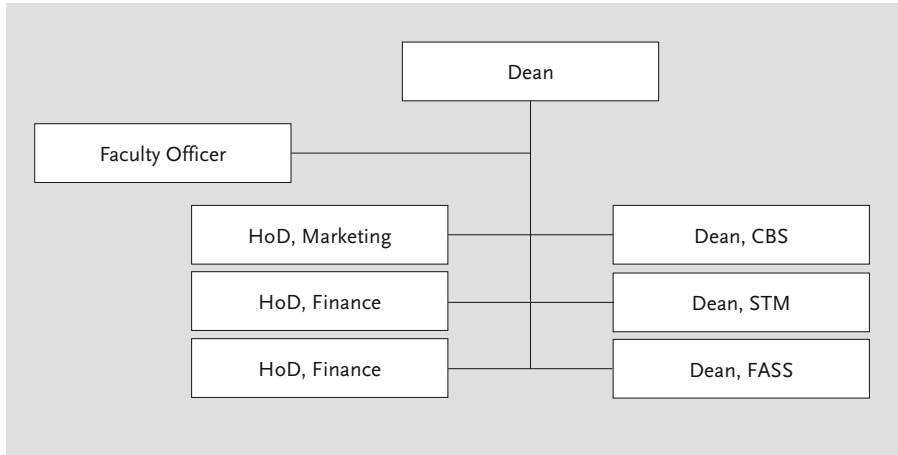 Dean
Faculty Officer
HoD, Marketing
Dean, CBS
HoD, Finance
Dean, STM
HoD, Finance
Dean, FASS